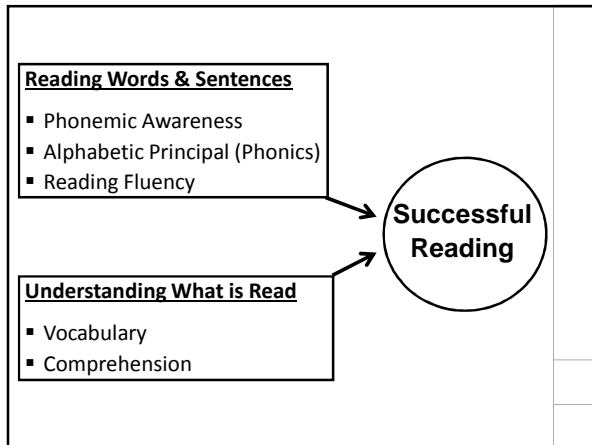 Reading Words & Sentences
▪ Phonemic Awareness
▪ Alphabetic Principal (Phonics)
▪ Reading Fluency
Successful
Reading
Understanding What is Read
▪ Vocabulary
▪ Comprehension